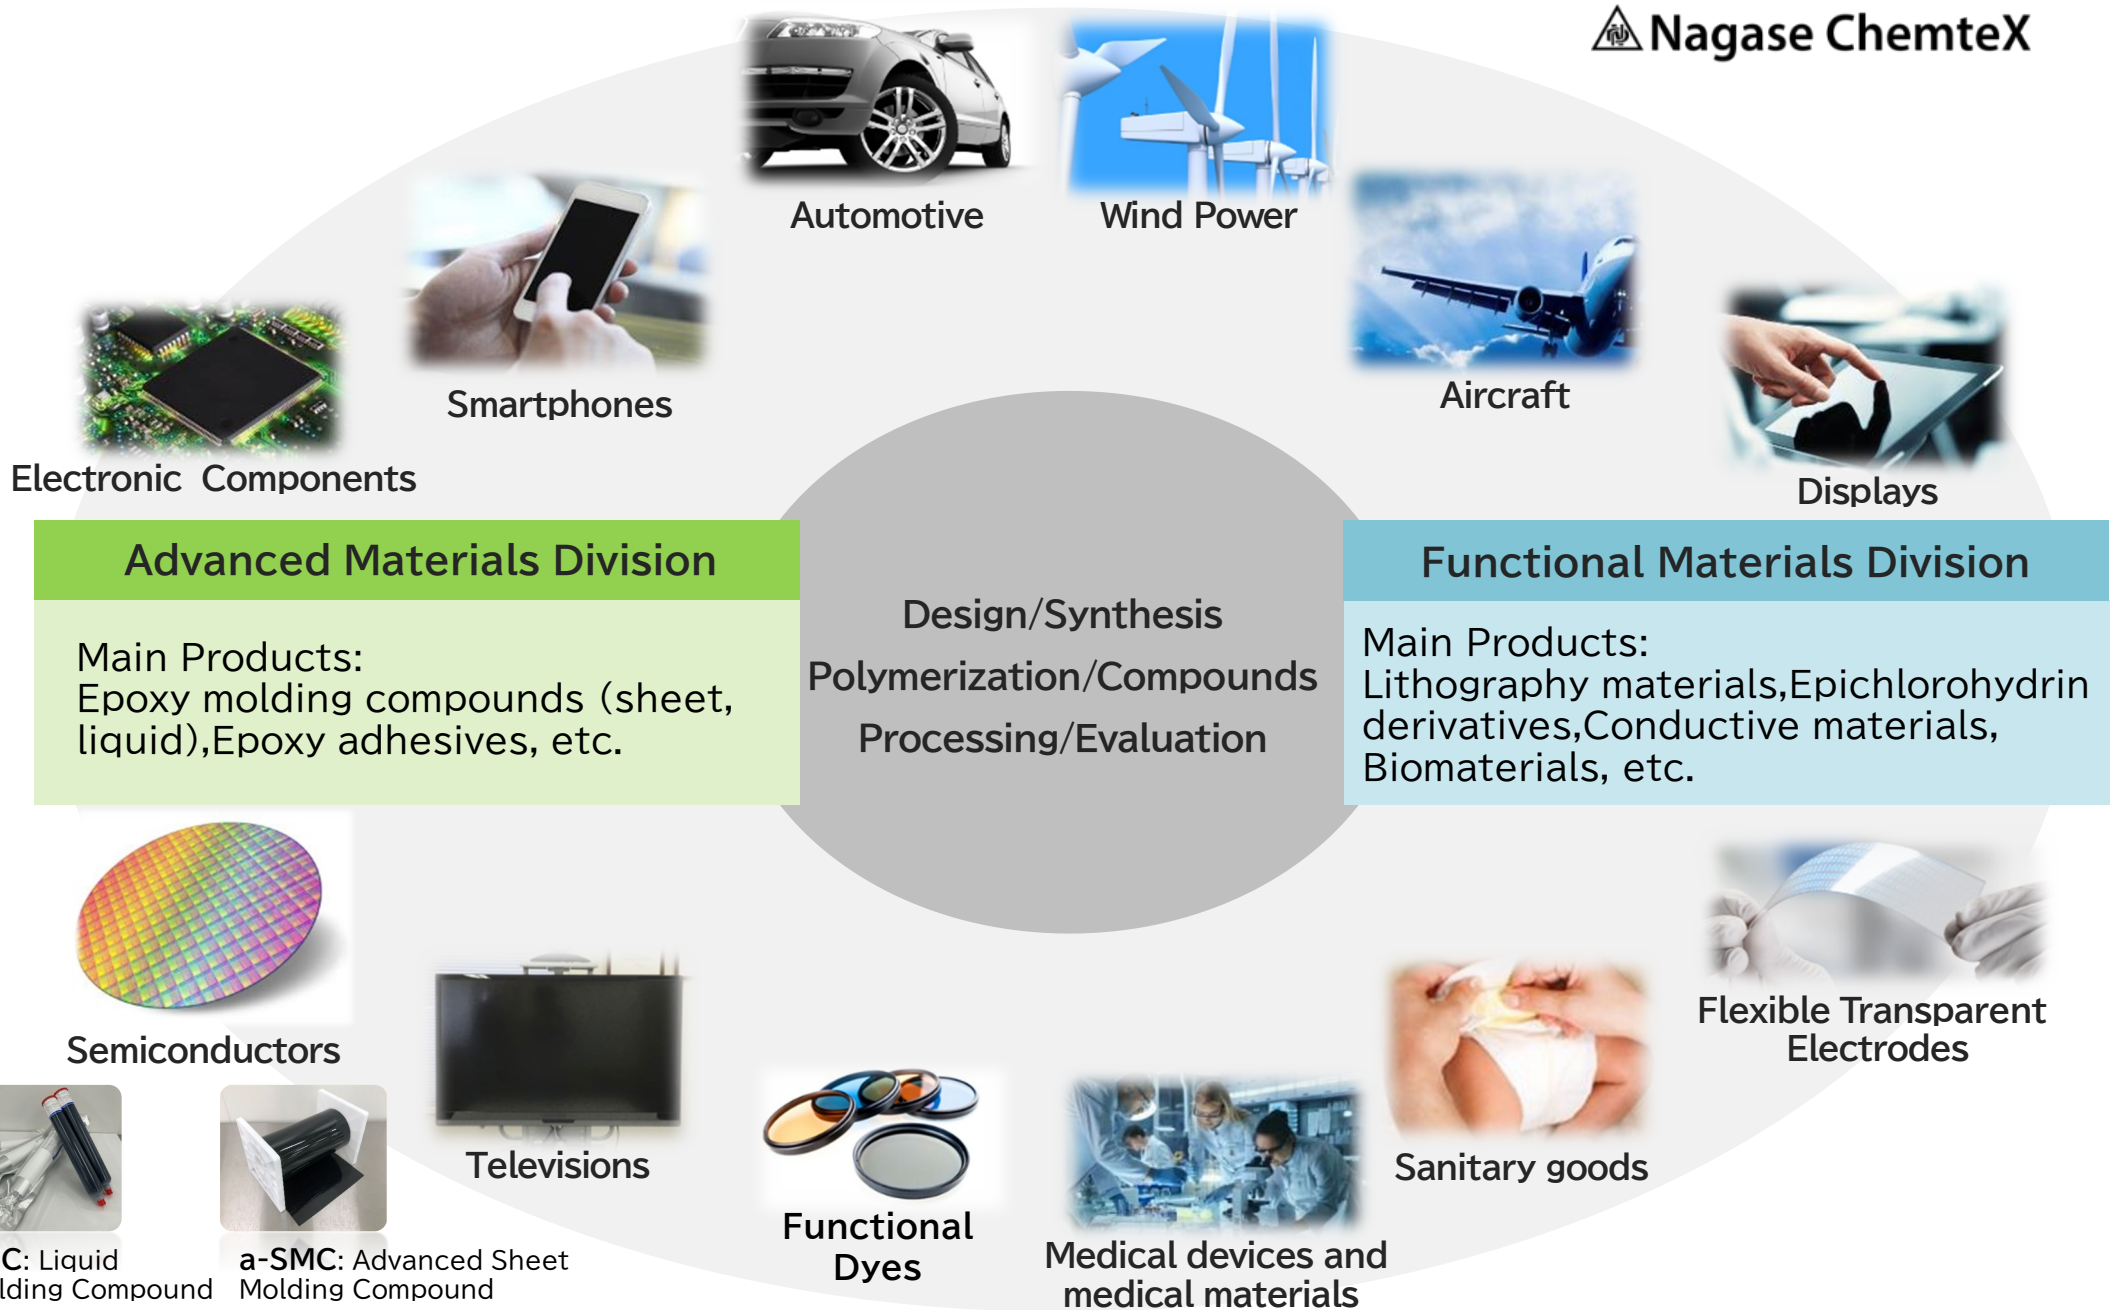 Nagase ChemteX
Automotive
Wind Power
Smartphones
Aircraft
Electronic  Components
Displays
Advanced Materials Division
Main Products:
Epoxy molding compounds (sheet,
liquid),Epoxy adhesives, etc.
Design/Synthesis
Polymerization/Compounds
Processing/Evaluation
Functional Materials Division
Main Products:
Lithography materials,Epichlorohydrin
derivatives,Conductive materials,
Biomaterials, etc.
Semiconductors
Flexible Transparent
Electrodes
Televisions
Sanitary goods
Functional
Dyes
Medical devices and
medical materials
C: Liquid
lding Compound
a-SMC: Advanced Sheet
Molding Compound